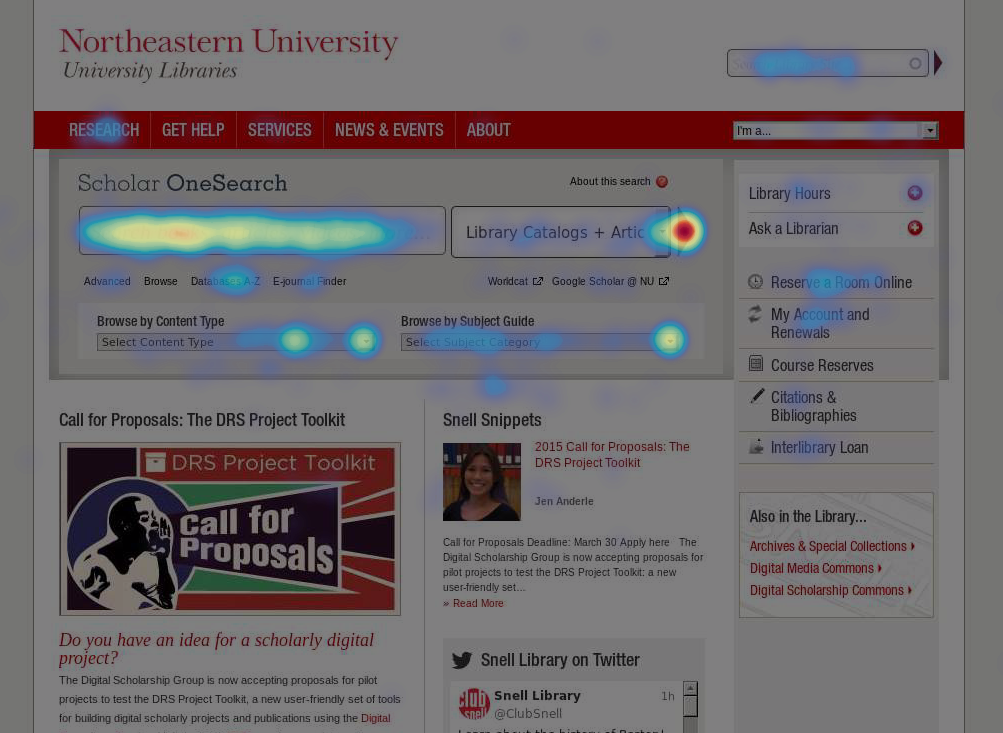 Northeastern University
University Libraries
RESEARCH GET HELP SERVICES NEWS & EVENTS ABOUT
I'm a...
Scholar OneSearch
About this search
Library Catalogs + Artic
Advanced Browse Databases A-Z E-journal Finder
Worldcat Google Scholar @ NU
Browse by Content Type
Select Content Type
Browse by Subject Guide
Select Subject Category
Library Hours
Ask a Librarian
Reserve a Room Online
My Account and
Renewals
Course Reserves
Citations &
Bibliographies
Interlibrary Loan
Also in the Library...
Archives & Special Collections
Digital Media Commons
Digital Scholarship Commons
Call for Proposals: The DRS Project Toolkit
DRS Project Toolkit
Call for
Proposals
Do you have an idea for a scholarly digital
project?
The Digital Scholarship Group is now accepting proposals for pilot
projects to test the DRS Project Toolkit, a new user-friendly set of tools
for building digital scholarly projects and publications using the Digital
Snell Snippets
2015 Call for Proposals: The
DRS Project Toolkit
Jen Anderle
Call for Proposals Deadline: March 30 Apply here The
Digital Scholarship Group is now accepting proposals for
pilot projects to test the DRS Project Toolkit: a new
user-friendly set...
» Read More
Snell Library on Twitter
club
snell
Snell Library 1h
@ClubSnell